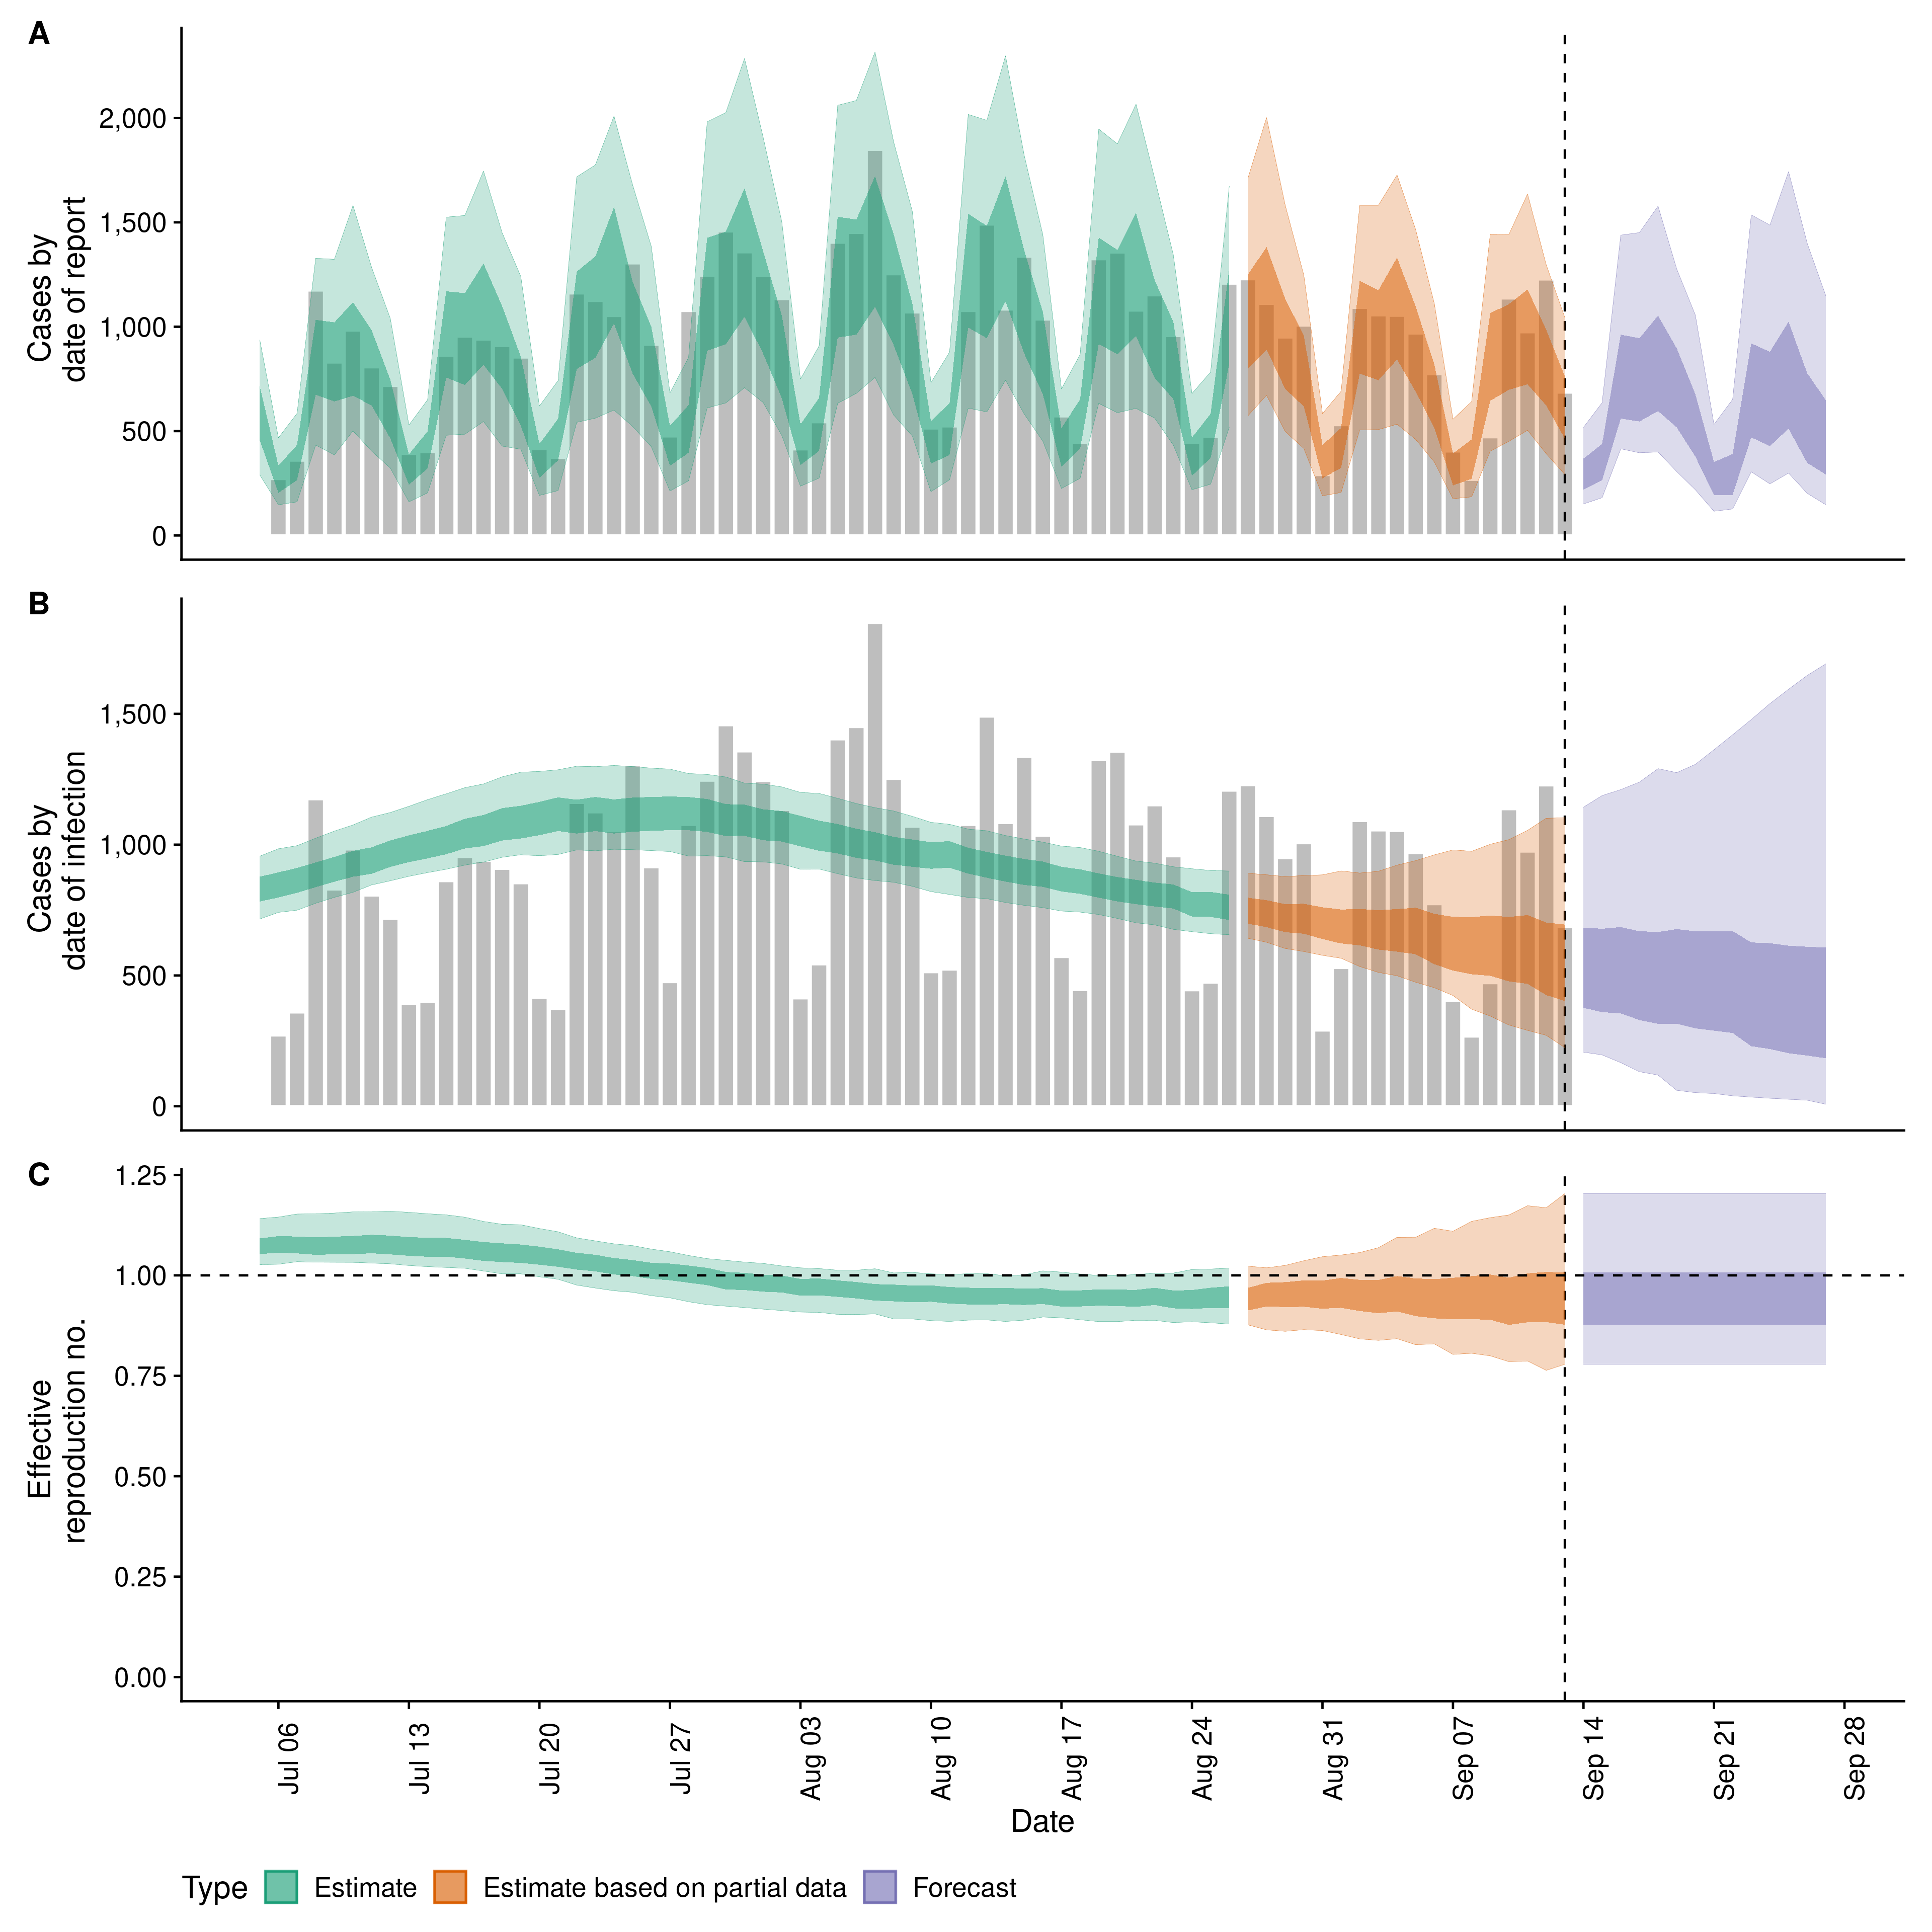 A
Cases by
date of report
2,000
1,500
1,000
500
0
B
Cases by
date of infection
1,500
1,000
500
0
C
Effective
reproduction no.
1.25
1.00
0.75
0.50
0.25
0.00
Jul 06
Jul 13
Jul 20
Jul 27
Aug 03
Aug 10
Aug 17
Aug 24
Aug 31
Sep 07
Sep 14
Sep 21
Sep 28
Date
Type Estimate Estimate based on partial data Forecast